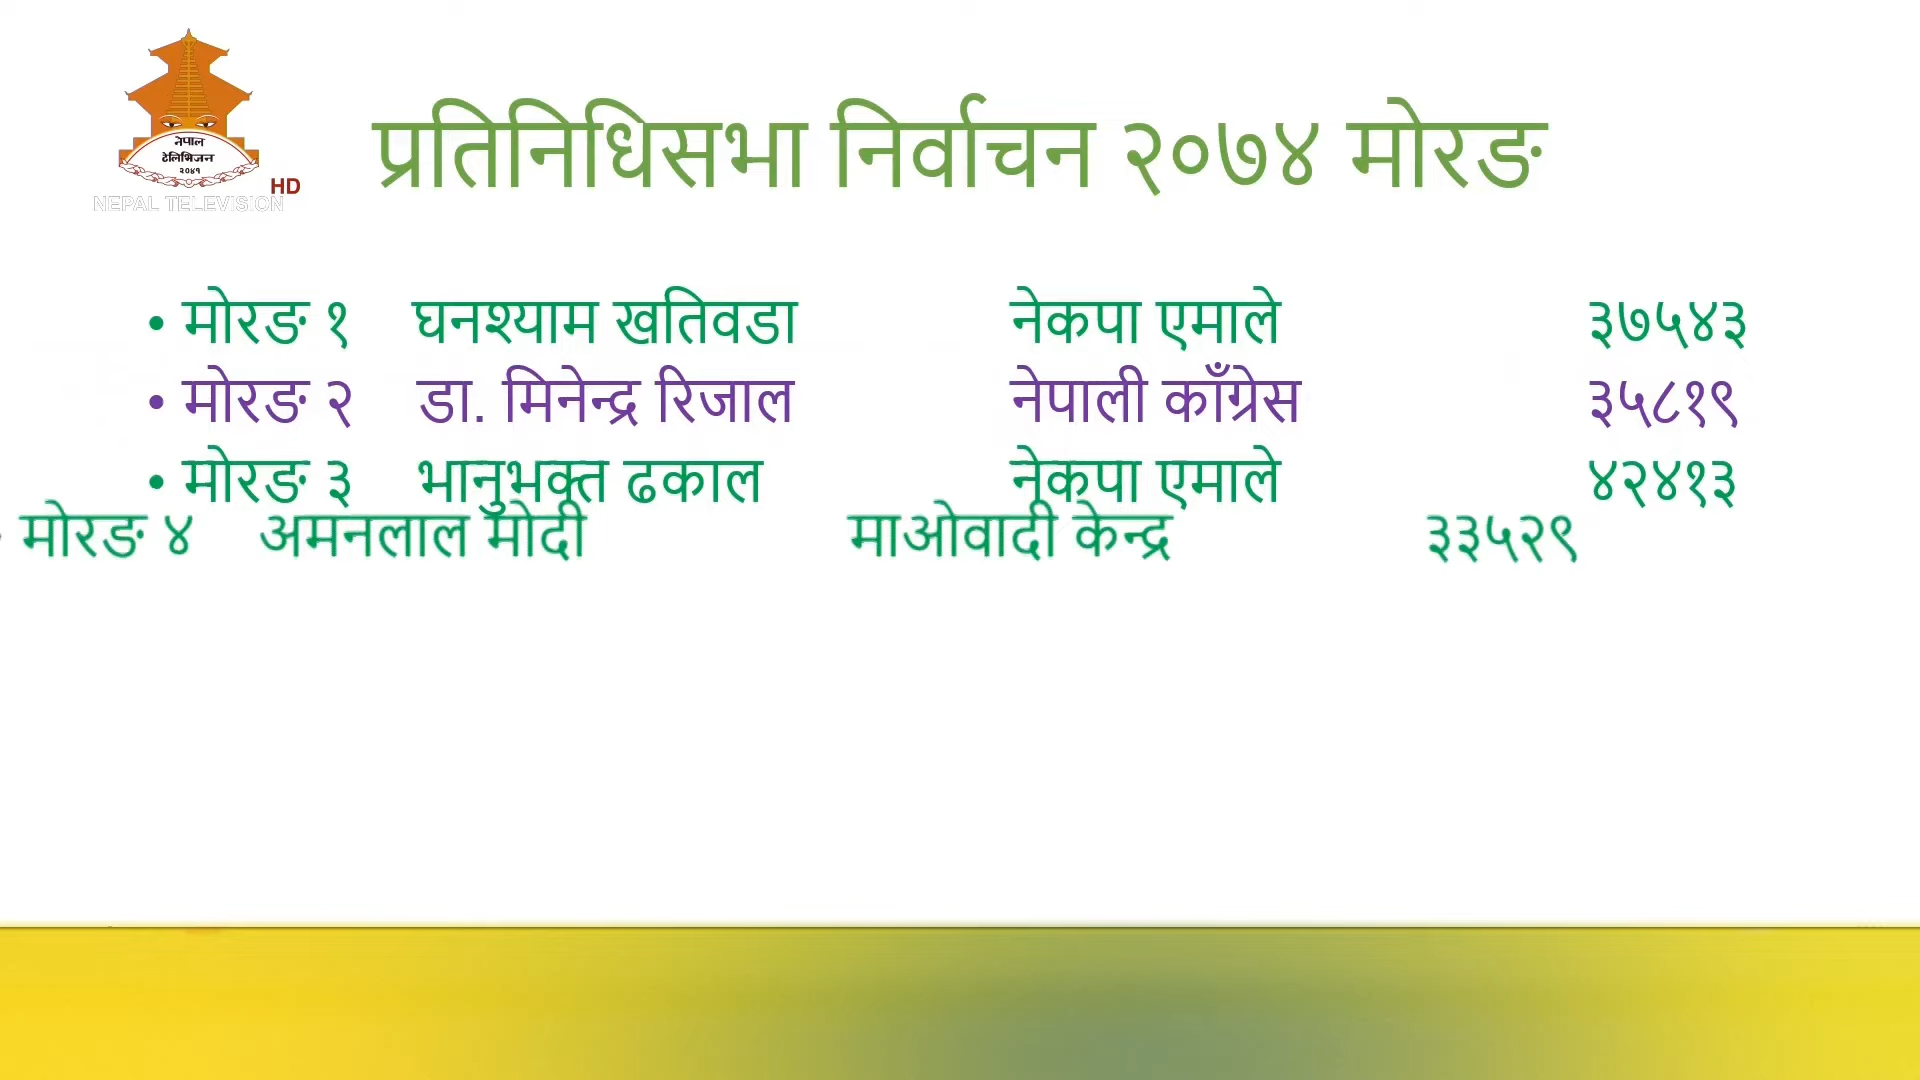 नेपाल
टेलिभिजन
२०४१
HD
NEPAL TELEVISION
प्रतिनिधिसभा निर्वाचन २०७४ मोरङ
• मोरङ १ घनश्याम खतिवडा नेकपा एमाले ३७५४३
• मोरङ २ डा. मिनेन्द्र रिजाल नेपाली काँग्रेस ३५८१९
• मोरङ ३ भानुभक्त ढकाल नेकपा एमाले ४२४१३
मोरङ ४ अमनलाल मोदी माओवादी केन्द्र ३३५२९